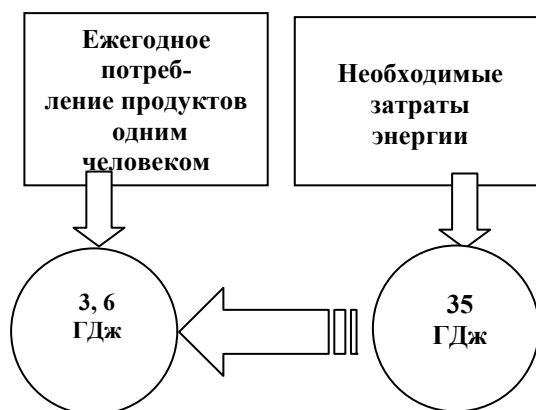 Ежегодное
потреб-
ление продуктов
одним
человеком
Необходимые
затраты
энергии
3, 6
ГДж
35
ГДж